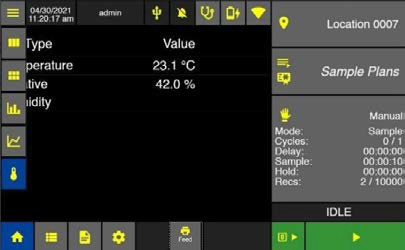 04/30/2021
11:20.17 am
admin
Location 0007
Type Value
perature 23.1 °C
ative 42.0 %
idity
Sample Plans
Manual
Mode: Sample
Cycles: 0 / 1
Delay: 00:00:00
Sample: 00:00:10
Hold: 00:00:00
Recs: 2 / 10000
IDLE
Feed